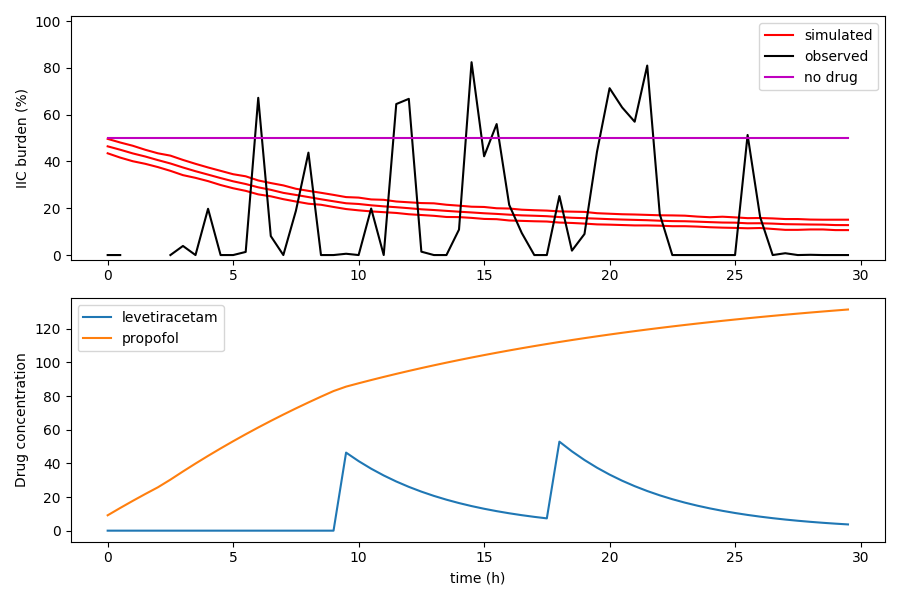 100
80
60
40
20
0
IIC burden (%)
simulated
observed
no drug
0 5 10 15 20 25 30
120
100
80
60
40
20
0
Drug concentration
levetiracetam
propofol
0 5 10 15 20 25 30
time (h)